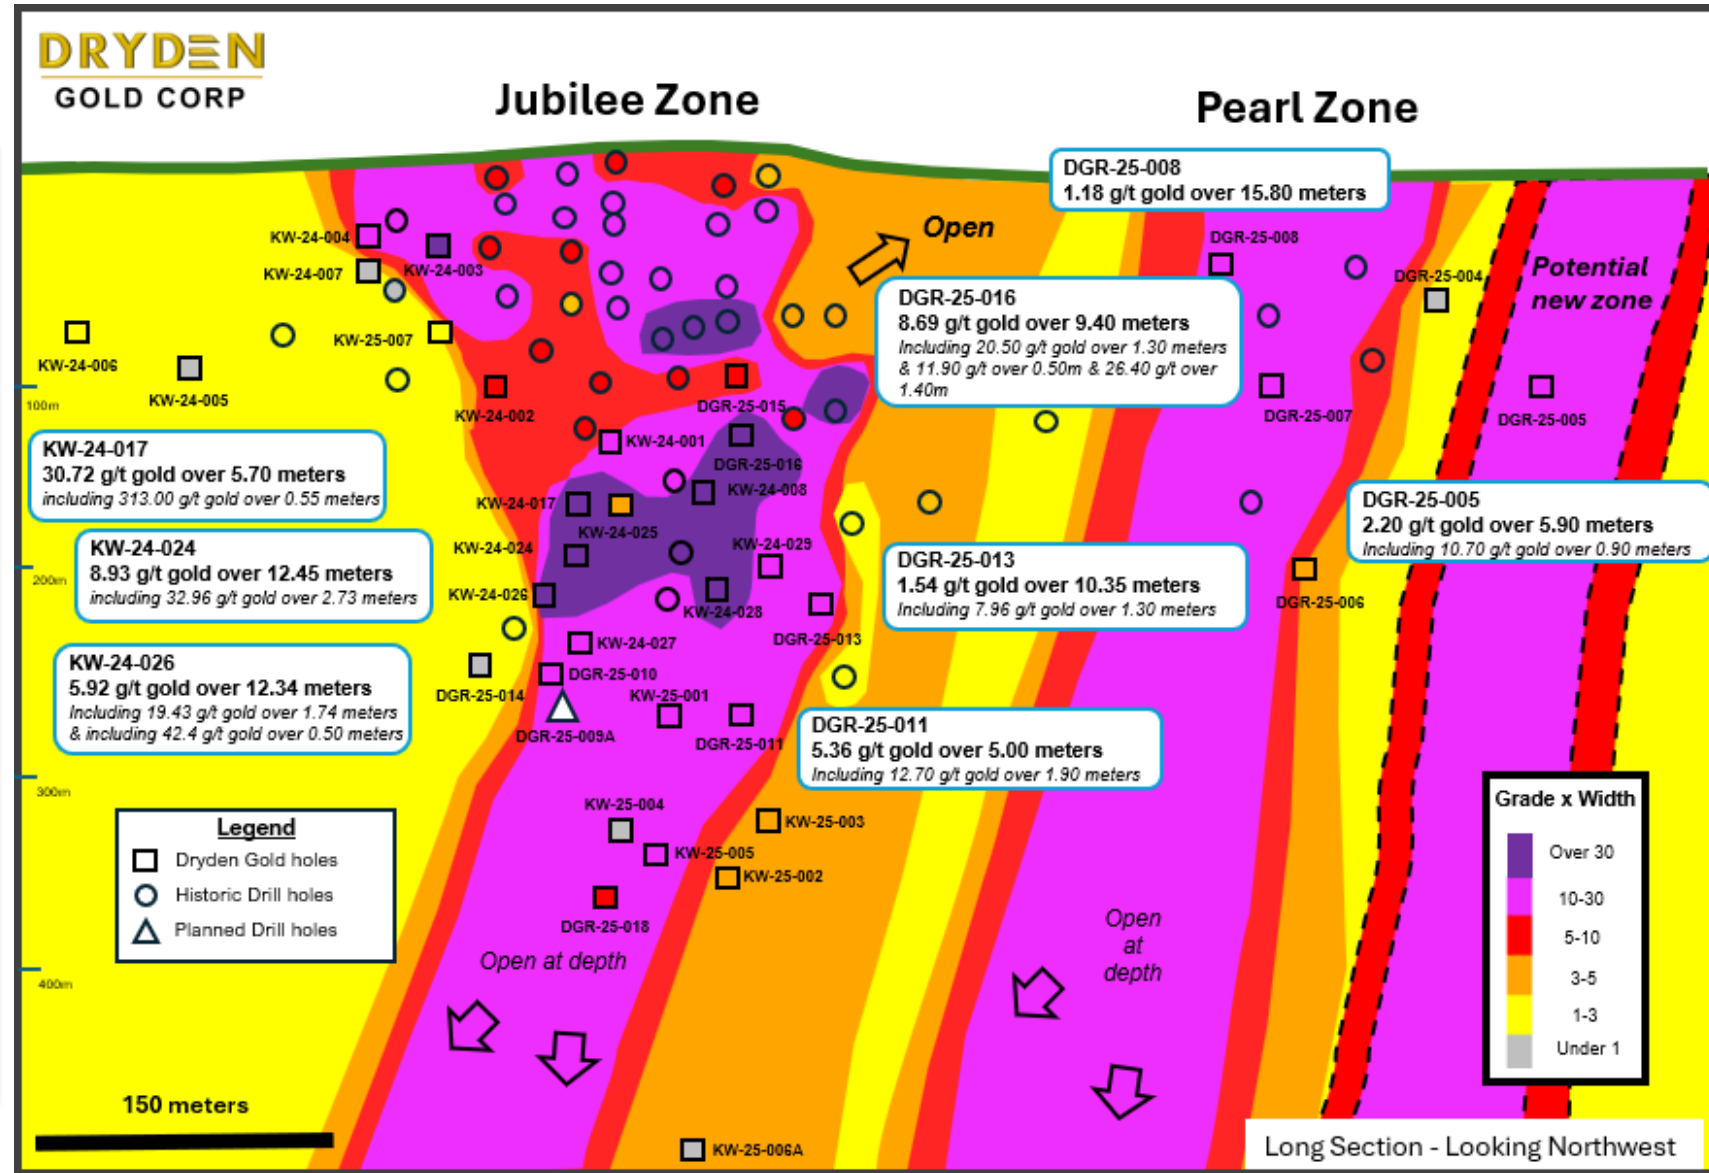 DRYDEN
GOLD CORP
Jubilee Zone
Pearl Zone
DGR-25-008
1.18 g/t gold over 15.80 meters
Open
KW-24-004
KW-24-007
KW-24-003
DGR-25-008
DGR-25-004
Potential
new zone
DGR-25-016
8.69 g/t gold over 9.40 meters
Including 20.50 g/t gold over 1.30 meters
& 11.90 g/t over 0.50m & 26.40 g/t over
1.40m
KW-24-006
KW-24-005
KW-25-007
KW-24-002
DGR-25-015
DGR-25-007
DGR-25-005
100m
KW-24-017
30.72 g/t gold over 5.70 meters
including 313.00 g/t gold over 0.55 meters
KW-24-001
DGR-25-016
KW-24-008
KW-24-017
KW-24-025
DGR-25-005
2.20 g/t gold over 5.90 meters
Including 10.70 g/t gold over 0.90 meters
KW-24-024
8.93 g/t gold over 12.45 meters
including 32.96 g/t gold over 2.73 meters
KW-24-024
KW-24-029
DGR-25-013
1.54 g/t gold over 10.35 meters
Including 7.96 g/t gold over 1.30 meters
200m
KW-24-026
KW-24-028
DGR-25-013
DGR-25-006
KW-24-026
5.92 g/t gold over 12.34 meters
Including 19.43 g/t gold over 1.74 meters
& including 42.4 g/t gold over 0.50 meters
KW-24-027
DGR-25-010
DGR-25-014
KW-25-001
DGR-25-009A
DGR-25-011
DGR-25-011
5.36 g/t gold over 5.00 meters
Including 12.70 g/t gold over 1.90 meters
300m
KW-25-004
KW-25-003
KW-25-005
KW-25-002
DGR-25-018
Legend
Dryden Gold holes
Historic Drill holes
Planned Drill holes
Grade x Width
Over 30
10-30
5-10
3-5
1-3
Under 1
Open at depth
Open
at
depth
400m
150 meters
KW-25-006A
Long Section - Looking Northwest